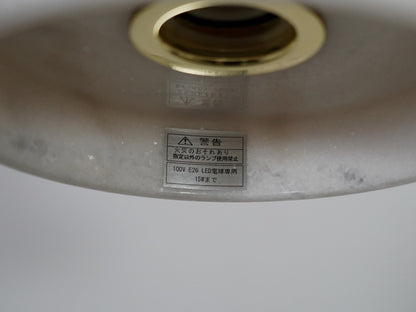 警告
火災のおそれあり
指定以外のランプ使用禁止
100V E26 LED電球専用
15Wまで